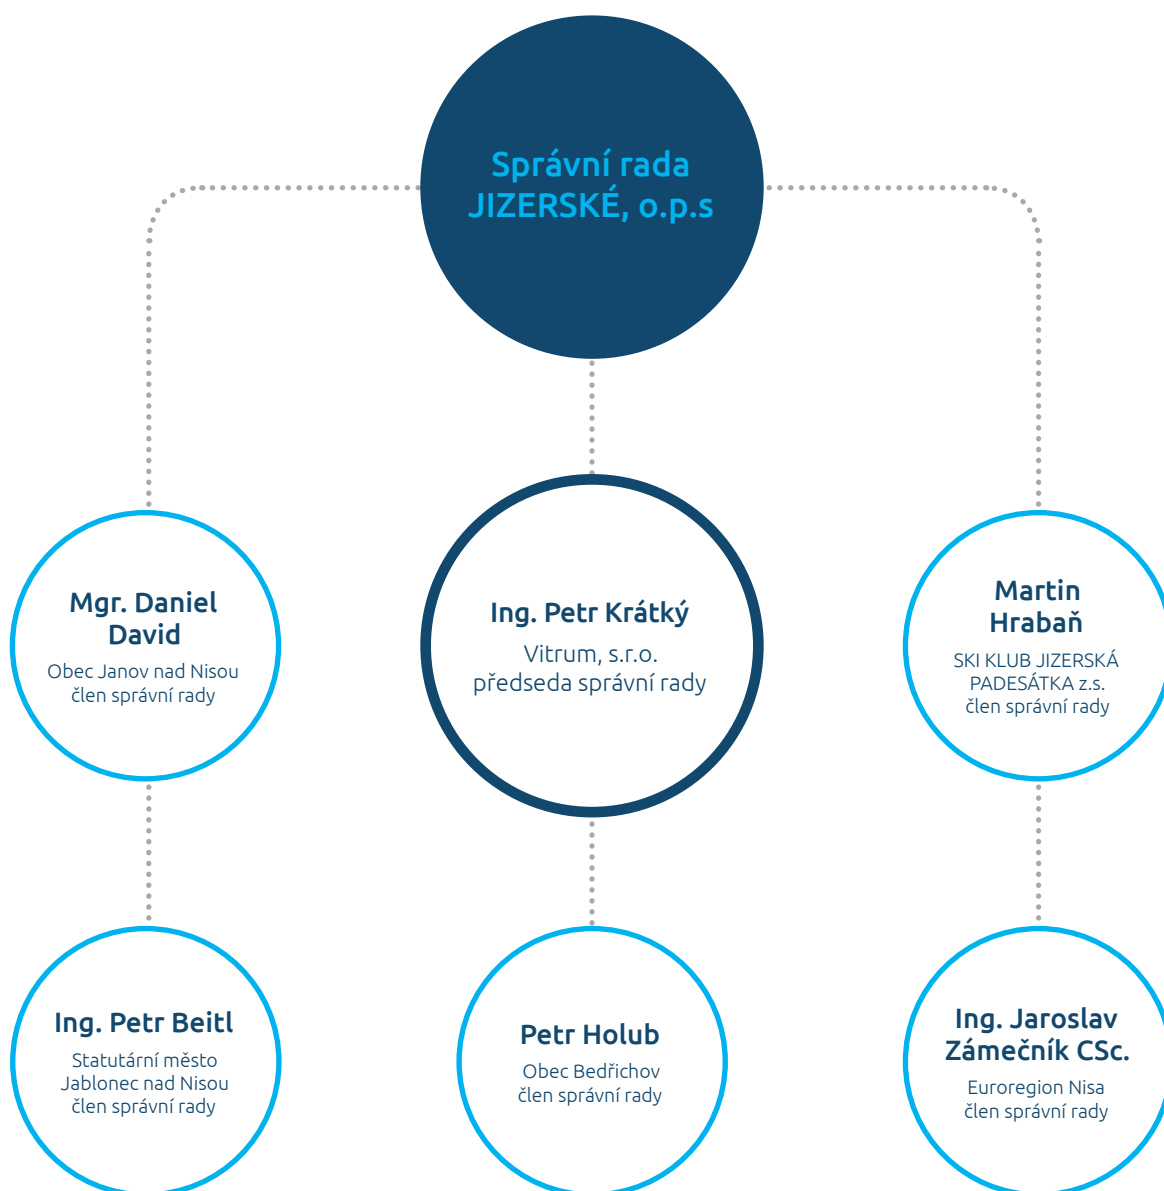 Správní rada
JIZERSKÉ, o.p.s
Mgr. Daniel
David
Obec Janov nad Nisou
člen správní rady
Ing. Petr Krátký
Vitrum, s.r.o.
předseda správní rady
Martin
Hrabaň
SKI KLUB JIZERSKÁ
PADESÁTKA z.s.
člen správní rady
Ing. Petr Beitl
Statutární město
Jablonec nad Nisou
člen správní rady
Petr Holub
Obec Bedřichov
člen správní rady
Ing. Jaroslav
Zámečník CSc.
Euroregion Nisa
člen správní rady